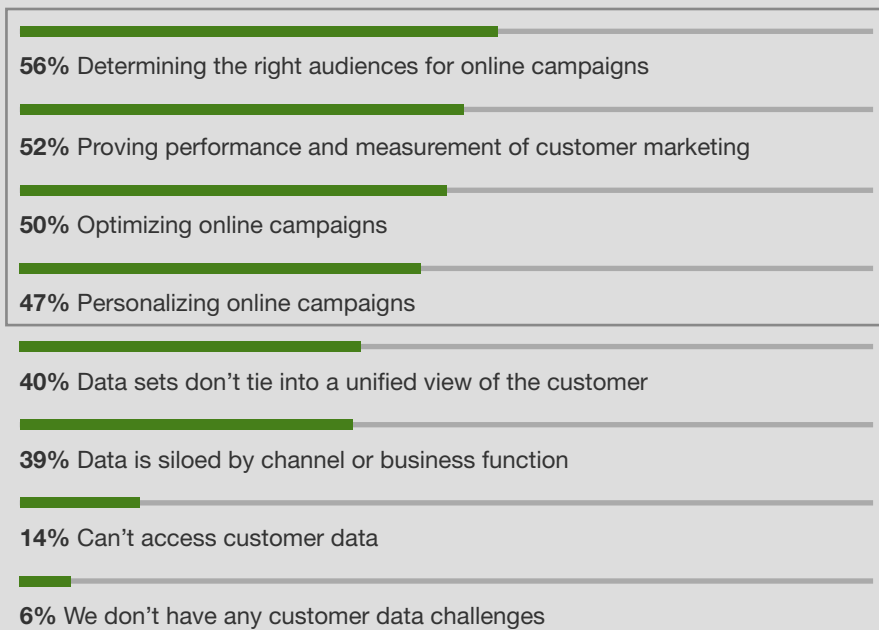 56% Determining the right audiences for online campaigns
52% Proving performance and measurement of customer marketing
50% Optimizing online campaigns
47% Personalizing online campaigns
40% Data sets don’t tie into a unified view of the customer
39% Data is siloed by channel or business function
14% Can’t access customer data
6% We don’t have any customer data challenges